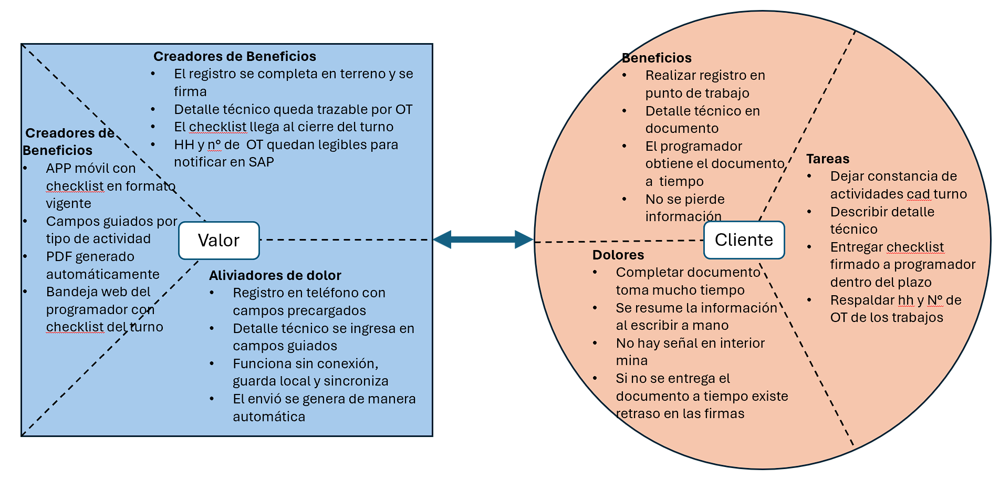 Creadores de Beneficios
• El registro se completa en terreno y se
firma
• Detalle técnico queda trazable por OT
• El checklist llega al cierre del turno
• HH y n° de OT quedan legibles para
notificar en SAP
Creadores de
Beneficios
• APP móvil con
checklist en formato
vigente
• Campos guiados por
tipo de actividad
• PDF generado
automáticamente
• Bandeja web del
programador con
checklist del turno
Valor
Aliviadores de dolor
• Registro en teléfono con
campos precargados
• Detalle técnico se ingresa en
campos guiados
• Funciona sin conexión,
guarda local y sincroniza
• El envió se genera de manera
automática
Beneficios
• Realizar registro en
punto de trabajo
• Detalle técnico en
documento
• El programador
obtiene el documento
a tiempo
• No se pierde
información
Cliente
Tareas
• Dejar constancia de
actividades cad turno
• Describir detalle
técnico
• Entregar checklist
firmado a programador
dentro del plazo
• Respaldar hh y N° de
OT de los trabajos
Dolores
• Completar documento
toma mucho tiempo
• Se resume la información
al escribir a mano
• No hay señal en interior
mina
• Si no se entrega el
documento a tiempo existe
retraso en las firmas